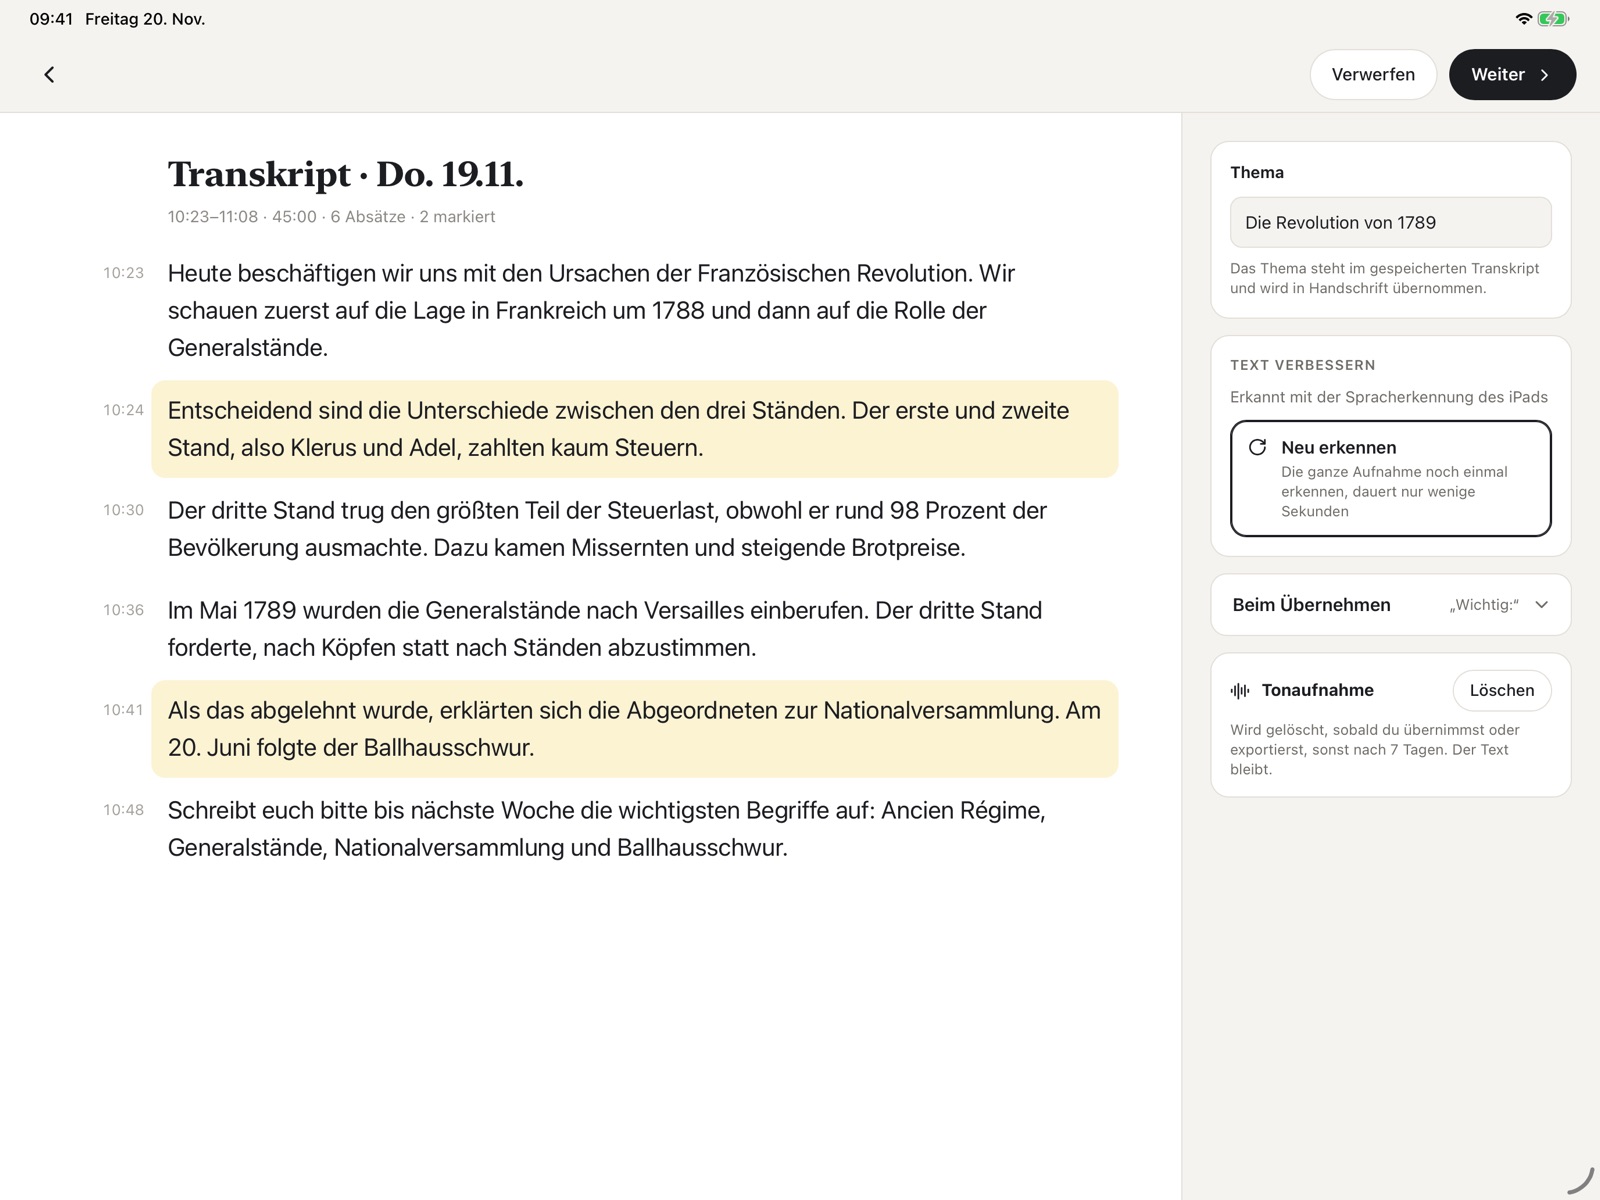 09:41 Freitag 20. Nov.
Verwerfen
Weiter
Transkript · Do. 19.11.
10:23–11:08 · 45:00 · 6 Absätze · 2 markiert
10:23 Heute beschäftigen wir uns mit den Ursachen der Französischen Revolution. Wir
schauen zuerst auf die Lage in Frankreich um 1788 und dann auf die Rolle der
Generalstände.
10:24 Entscheidend sind die Unterschiede zwischen den drei Ständen. Der erste und zweite
Stand, also Klerus und Adel, zahlten kaum Steuern.
10:30 Der dritte Stand trug den größten Teil der Steuerlast, obwohl er rund 98 Prozent der
Bevölkerung ausmachte. Dazu kamen Missernten und steigende Brotpreise.
10:36 Im Mai 1789 wurden die Generalstände nach Versailles einberufen. Der dritte Stand
forderte, nach Köpfen statt nach Ständen abzustimmen.
10:41 Als das abgelehnt wurde, erklärten sich die Abgeordneten zur Nationalversammlung. Am
20. Juni folgte der Ballhausschwur.
10:48 Schreibt euch bitte bis nächste Woche die wichtigsten Begriffe auf: Ancien Régime,
Generalstände, Nationalversammlung und Ballhausschwur.
Thema
Die Revolution von 1789
Das Thema steht im gespeicherten Transkript
und wird in Handschrift übernommen.
TEXT VERBESSERN
Erkannt mit der Spracherkennung des iPads
Neu erkennen
Die ganze Aufnahme noch einmal
erkennen, dauert nur wenige
Sekunden
Beim Übernehmen „Wichtig:“
Tonaufnahme Löschen
Wird gelöscht, sobald du übernimmst oder
exportierst, sonst nach 7 Tagen. Der Text
bleibt.